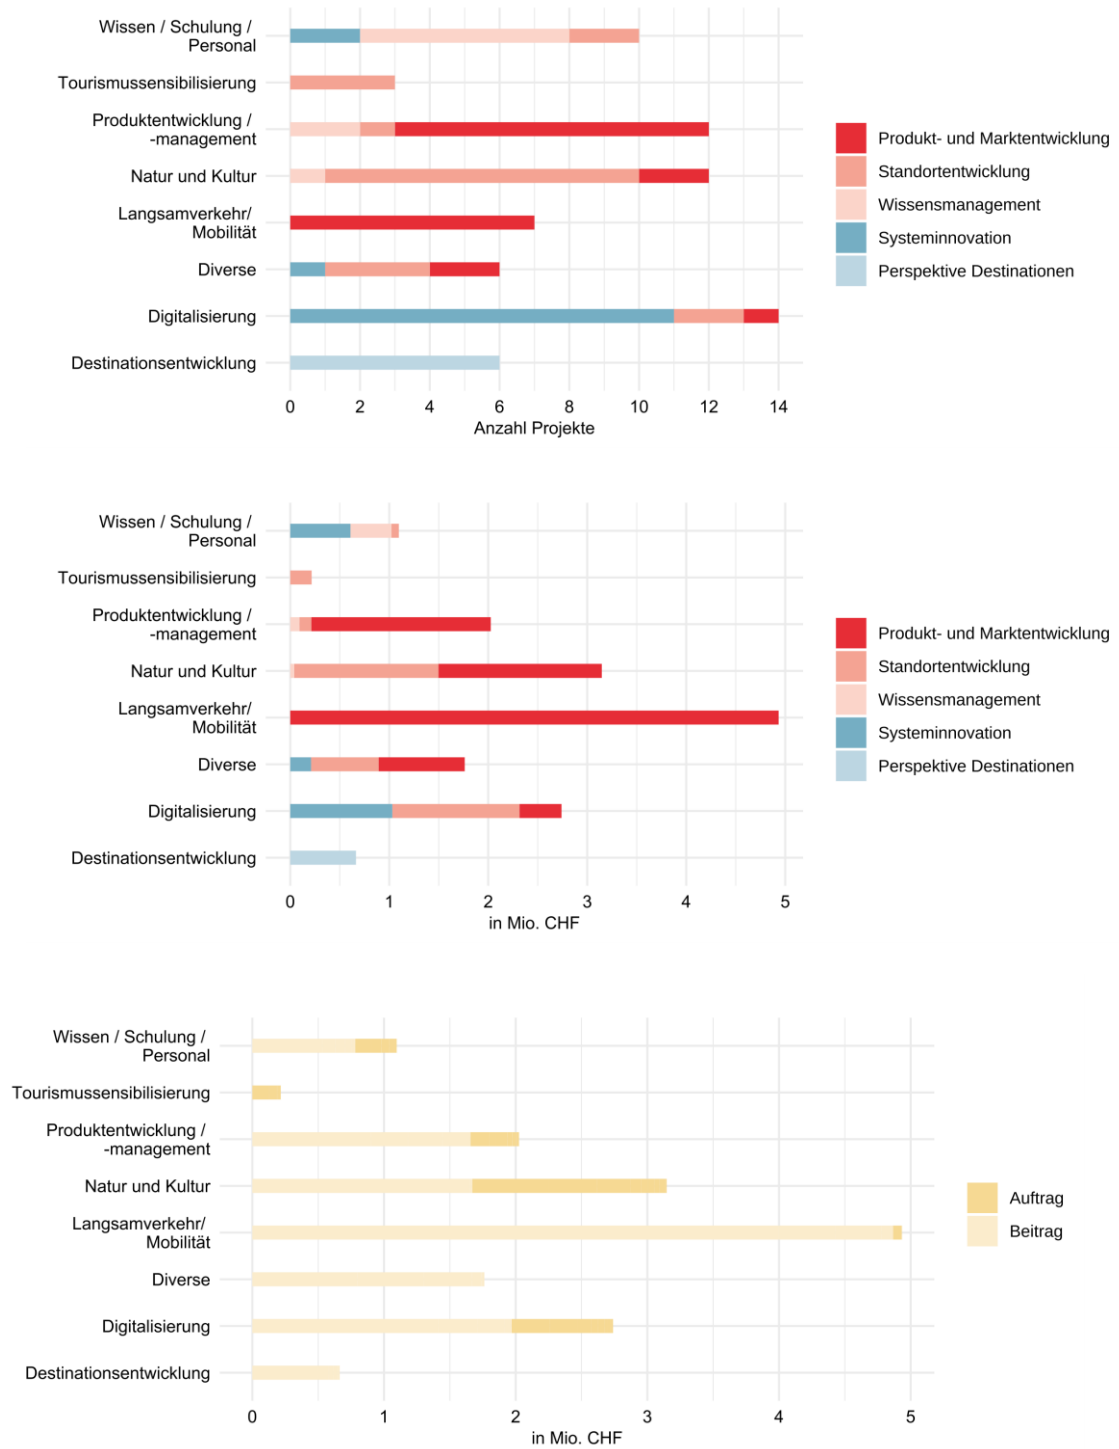 Wissen / Schulung /
Personal
Tourismussensibilisierung
Produktentwicklung /
-management
Natur und Kultur
Langsamverkehr/
Mobilität
Diverse
Digitalisierung
Destinationsentwicklung
0 2 4 6 8 10 12 14
Anzahl Projekte
Produkt- und Marktentwicklung
Standortentwicklung
Wissensmanagement
Systeminnovation
Perspektive Destinationen
Wissen / Schulung /
Personal
Tourismussensibilisierung
Produktentwicklung /
-management
Natur und Kultur
Langsamverkehr/
Mobilität
Diverse
Digitalisierung
Destinationsentwicklung
0 1 2 3 4 5
in Mio. CHF
Produkt- und Marktentwicklung
Standortentwicklung
Wissensmanagement
Systeminnovation
Perspektive Destinationen
Wissen / Schulung /
Personal
Tourismussensibilisierung
Produktentwicklung /
-management
Natur und Kultur
Langsamverkehr/
Mobilität
Diverse
Digitalisierung
Destinationsentwicklung
0 1 2 3 4 5
in Mio. CHF
Auftrag
Beitrag